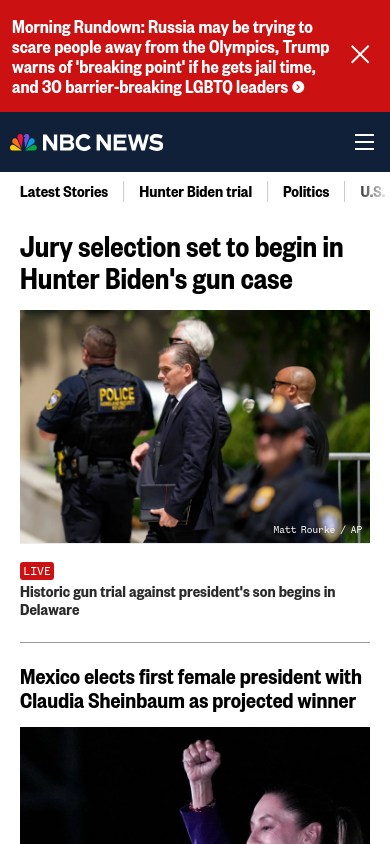 Morning Rundown: Russia may be trying to
scare people away from the Olympics, Trump
warns of 'breaking point' if he gets jail time,
and 30 barrier-breaking LGBTQ leaders
NBC NEWS
Latest Stories Hunter Biden trial Politics U.S.
Jury selection set to begin in
Hunter Biden's gun case
POLICE
Matt Rourke / AP
LIVE
Historic gun trial against president's son begins in
Delaware
Mexico elects first female president with
Claudia Sheinbaum as projected winner